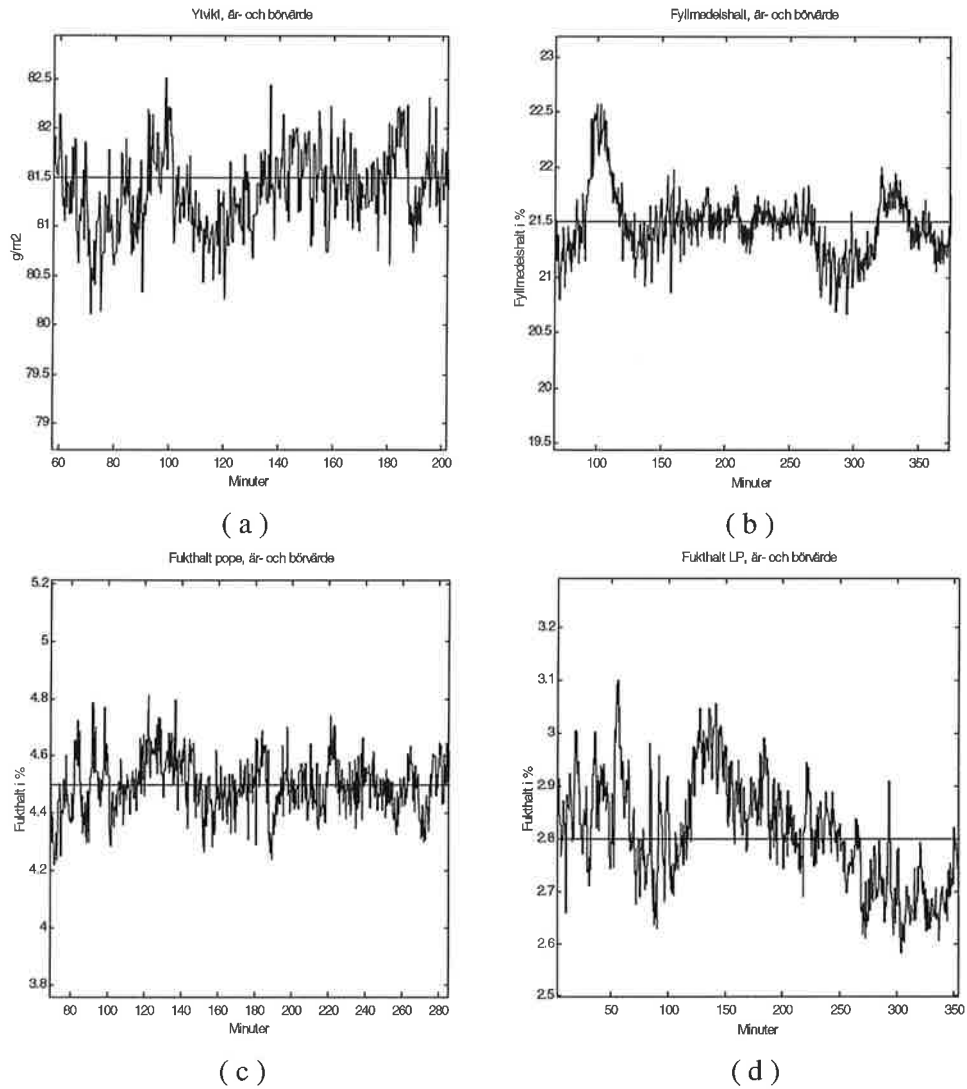 Ytvikt, är- och börvärde
g/m2
82.5
82
81.5
81
80.5
80
79.5
79
60 80 100 120 140 160 180 200
Minuter
( a )
Fyllmedelshalt, är- och börvärde
Fyllmedelshalt i %
23
22.5
22
21.5
21
20.5
20
19.5
100 150 200 250 300 350
Minuter
( b )
Fukthalt pope, är- och börvärde
Fukthalt i %
5.2
5
4.8
4.6
4.4
4.2
4
3.8
80 100 120 140 160 180 200 220 240 260 280
Minuter
( c )
Fukthalt LP, är- och börvärde
Fukthalt i %
3.2
3.1
3
2.9
2.8
2.7
2.6
2.5
50 100 150 200 250 300 350
Minuter
( d )